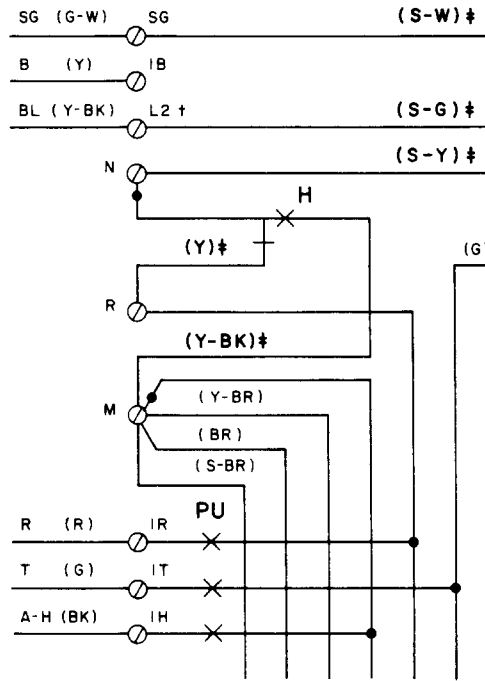 SG (G-W) SG (S-W)‡
B (Y) IB
BL (Y-BK) L2 † (S-G)‡
N (S-Y)‡
H
(Y)‡ (G)
R
(Y-BK)‡
M (Y-BR)
(BR)
(S-BR)
PU
R (R) IR
T (G) IT
A-H (BK) IH